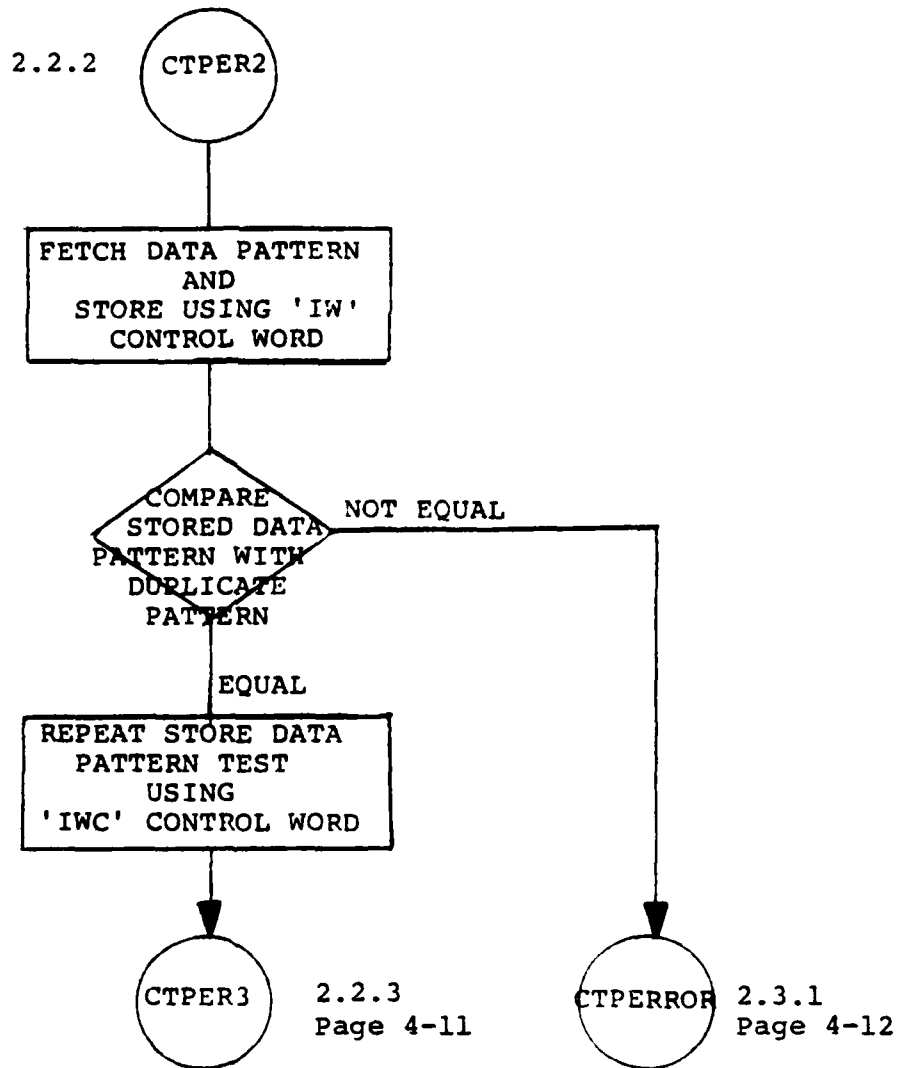 2.2.2 CTPER2
FETCH DATA PATTERN
AND
STORE USING 'IW'
CONTROL WORD
COMPARE
STORED DATA
PATTERN WITH
DUPLICATE
PATTERN
NOT EQUAL
EQUAL
REPEAT STORE DATA
PATTERN TEST
USING
'IWC' CONTROL WORD
CTPER3
2.2.3
Page 4-11
CTPERROR
2.3.1
Page 4-12